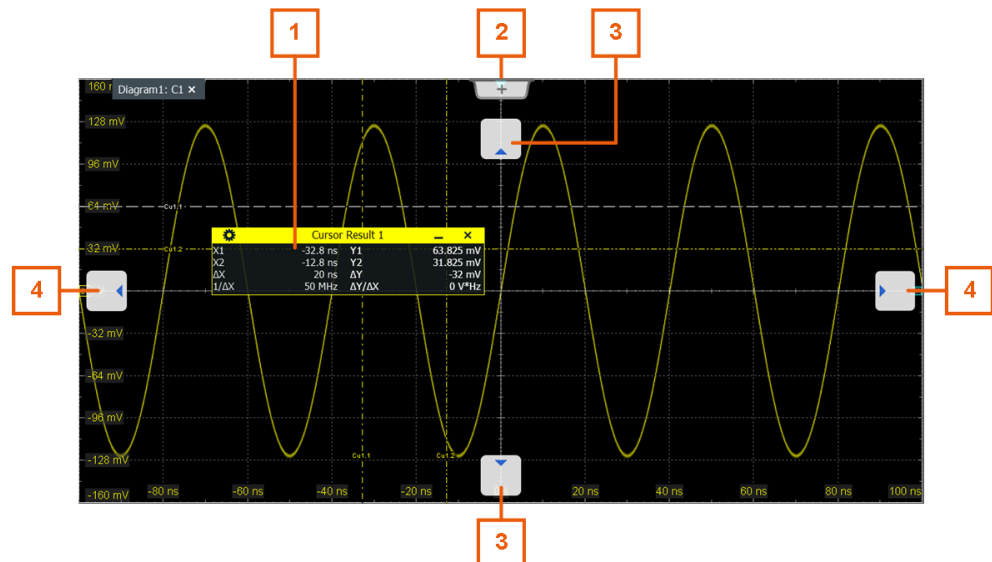 1
2
3
160 m
Diagram1: C1 ×
+
128 mV
96 mV
64 mV
Cu1.1
Cursor Result 1
32 mV
Cu1.2
X1 -32.8 ns Y1 63.825 mV
X2 -12.8 ns Y2 31.825 mV
ΔX 20 ns ΔY -32 mV
1/ΔX 50 MHz ΔY/ΔX 0 V*Hz
4
4
-32 mV
-64 mV
-96 mV
-128 mV
Cu1.1
Cu1.2
-160 mV
-80 ns
-60 ns
-40 ns
-20 ns
20 ns
40 ns
60 ns
80 ns
100 ns
3